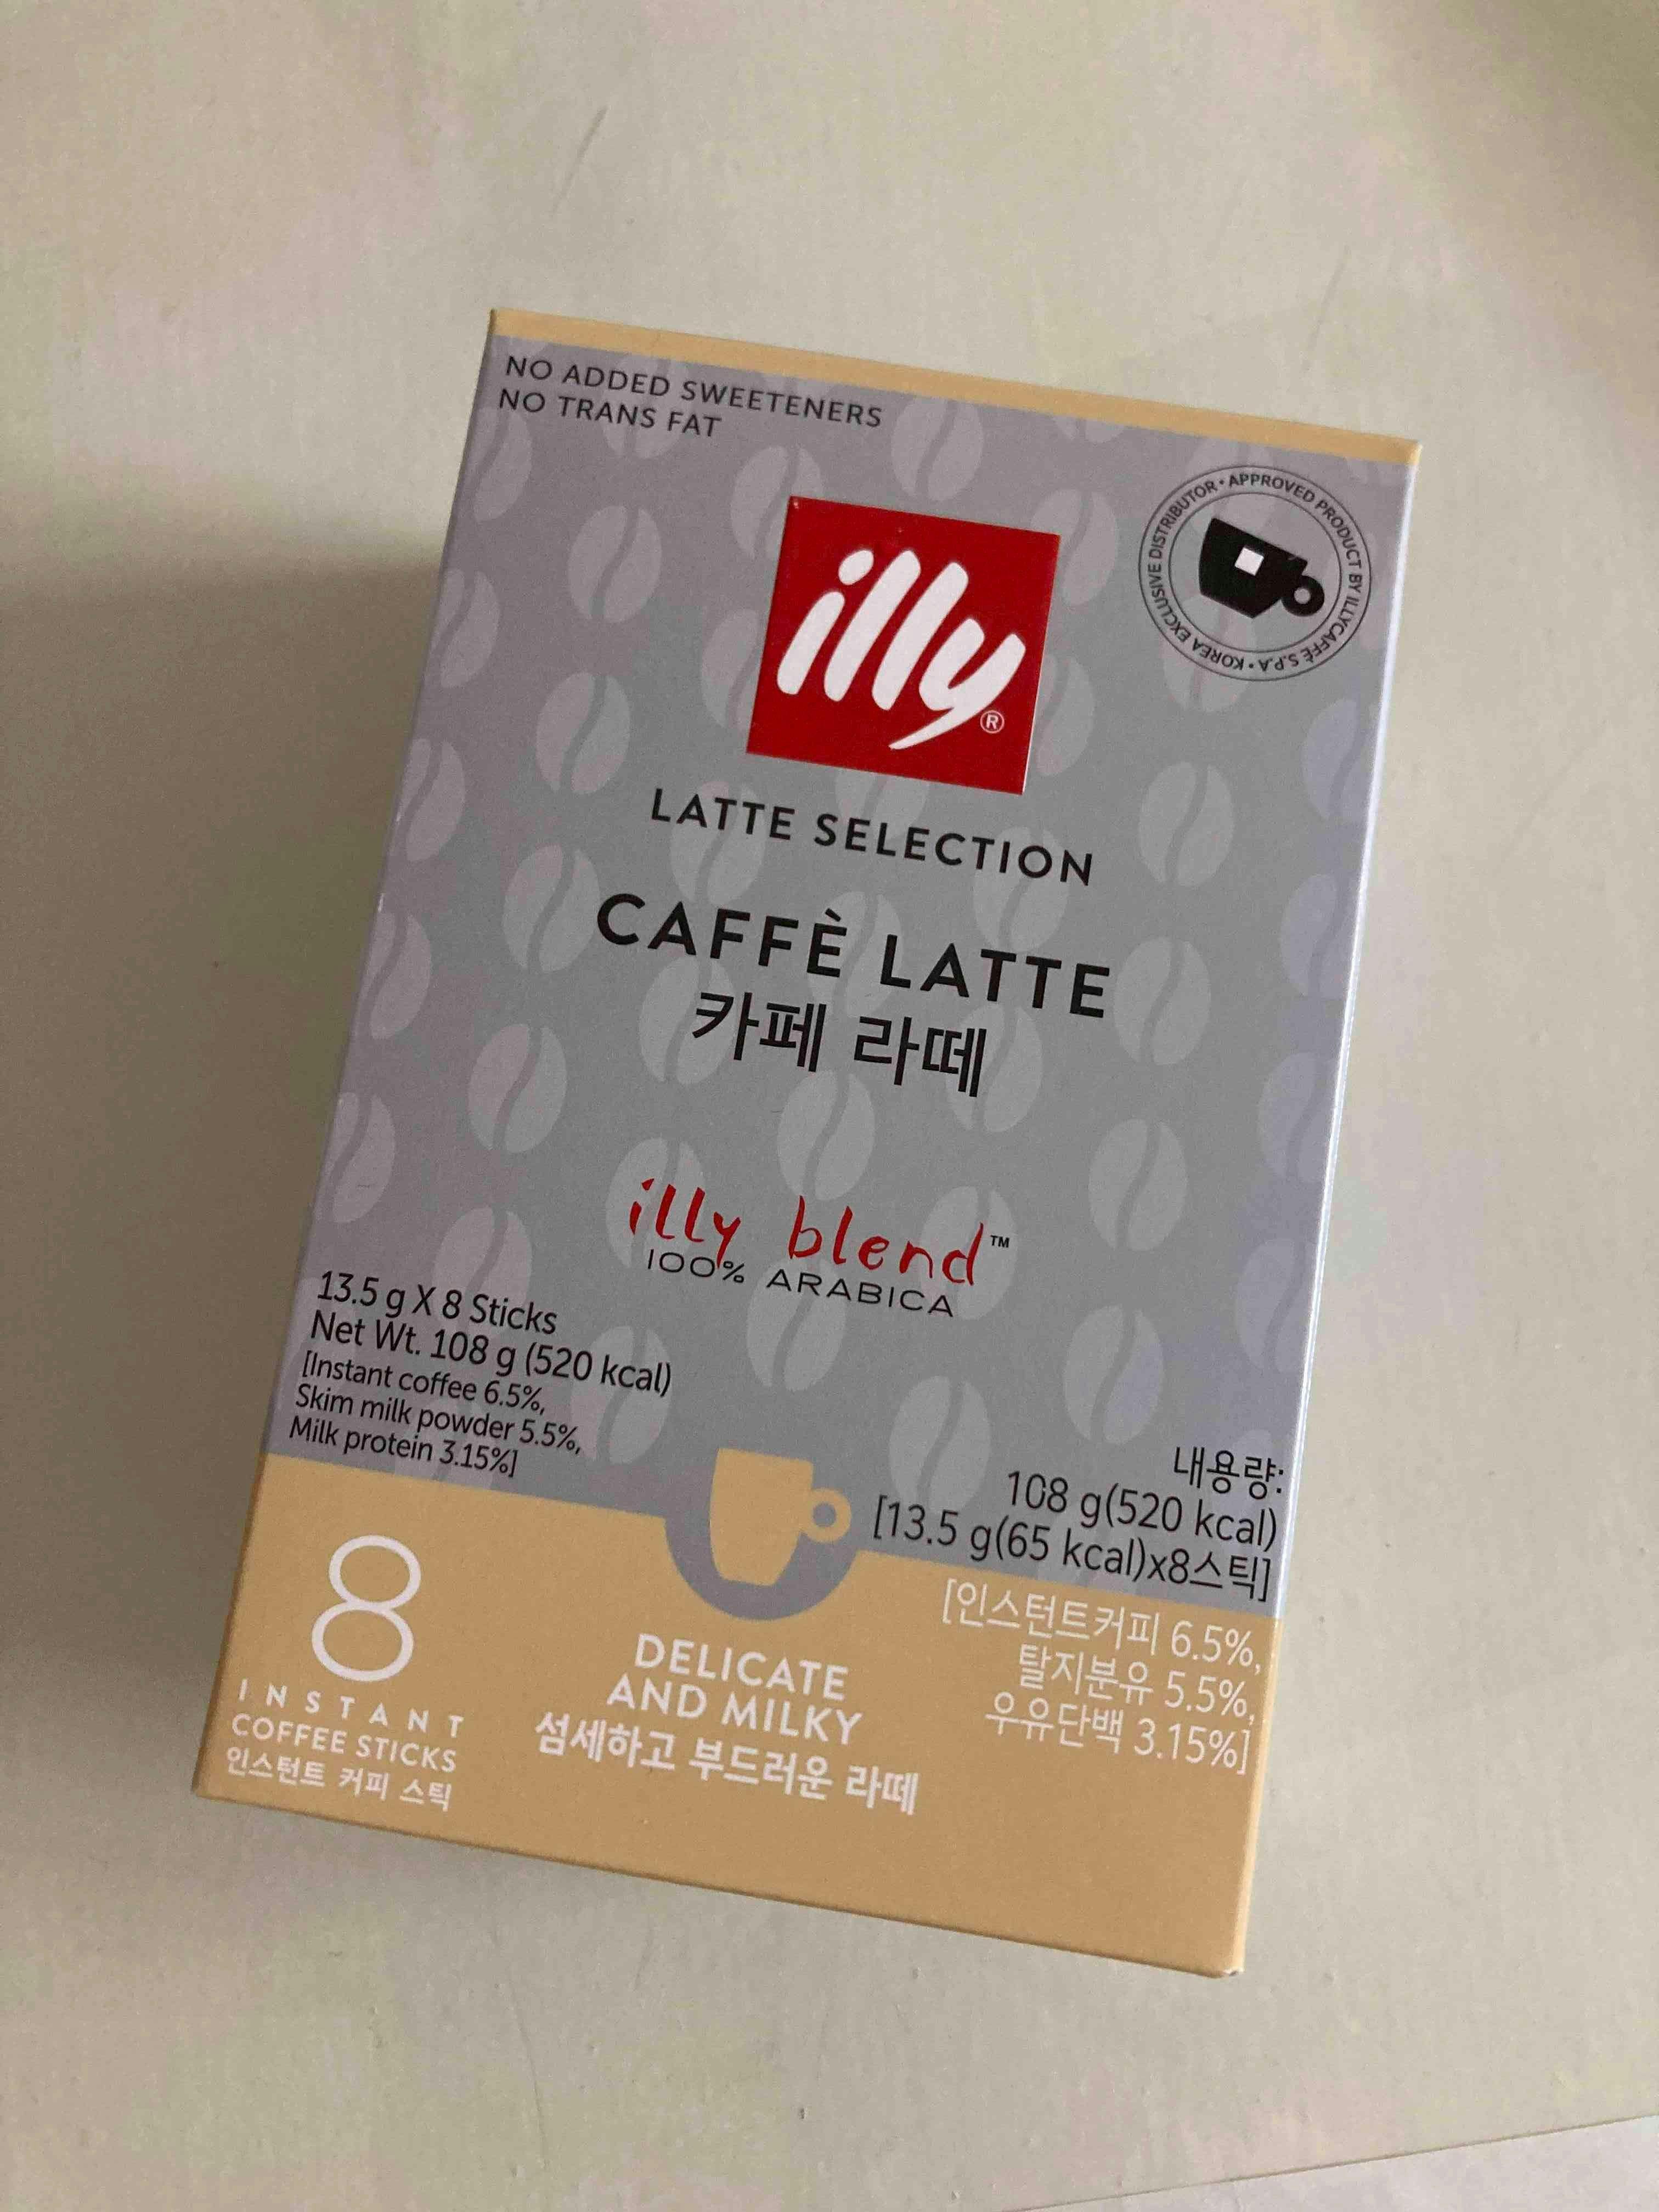 NO ADDED SWEETENERS
NO TRANS FAT
KOREA EXCLUSIVE DISTRIBUTOR • APPROVED PRODUCT BY ILLYCAFFÈ S.P.A •
illy®
LATTE SELECTION
CAFFÈ LATTE
카페 라떼
illy blend™
100% ARABICA
13.5 g X 8 Sticks
Net Wt. 108 g (520 kcal)
[Instant coffee 6.5%,
Skim milk powder 5.5%,
Milk protein 3.15%]
내용량:
108 g(520 kcal)
[13.5 g(65 kcal)x8스틱]
[인스턴트커피 6.5%,
탈지분유 5.5%,
우유단백 3.15%]
8
INSTANT
COFFEE STICKS
인스턴트 커피 스틱
DELICATE
AND MILKY
섬세하고 부드러운 라떼